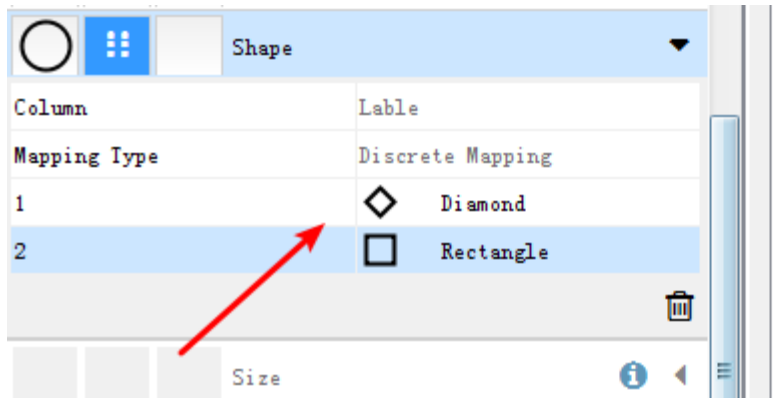 Shape
Column Lable
Mapping Type Discrete Mapping
1 Diamond
2 Rectangle
Size